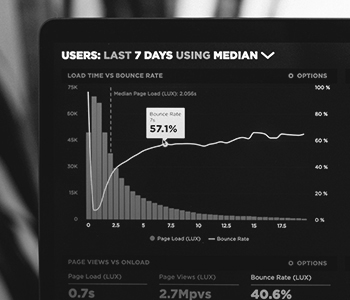 USERS: LAST 7 DAYS USING MEDIAN
LOAD TIME VS BOUNCE RATE
OPTIONS
75K
100 %
Median Page Load (LUX): 2.056s
60K
80 %
Bounce Rate
7s
57.1%
45K
60 %
30K
40 %
15K
20 %
0
0 %
0 2.5 5 7.5 10 12.5 15 17.5
Page Load (LUX) Bounce Rate
PAGE VIEWS VS ONLOAD
OPTIONS
Page Load (LUX)
Page Views (LUX)
Bounce Rate (LUX)
0.7s
2.7Mpvs
40.6%